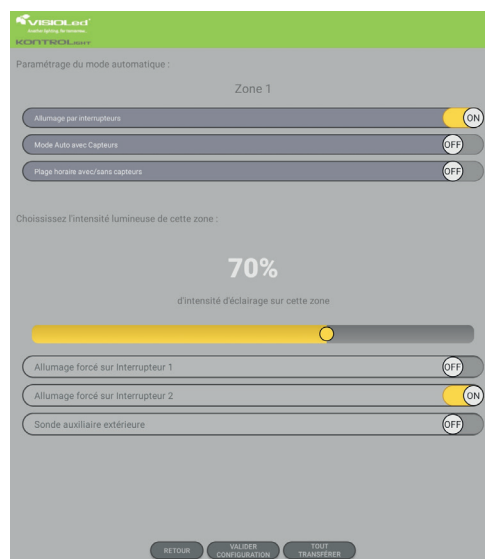 VISIOLed
KONTROLIGHT
Paramétrage du mode automatique :
Zone 1
Allumage par interrupteurs
ON
Mode Auto avec Capteurs
OFF
Plage horaire avec/sans capteurs
OFF
Choississez l'intensité lumineuse de cette zone :
70%
d'intensité d'éclairage sur cette zone
Allumage forcé sur Interrupteur 1
OFF
Allumage forcé sur Interrupteur 2
ON
Sonde auxiliaire extérieure
OFF
RETOUR
VALIDER
CONFIGURATION
TOUT
TRANSFÉRER